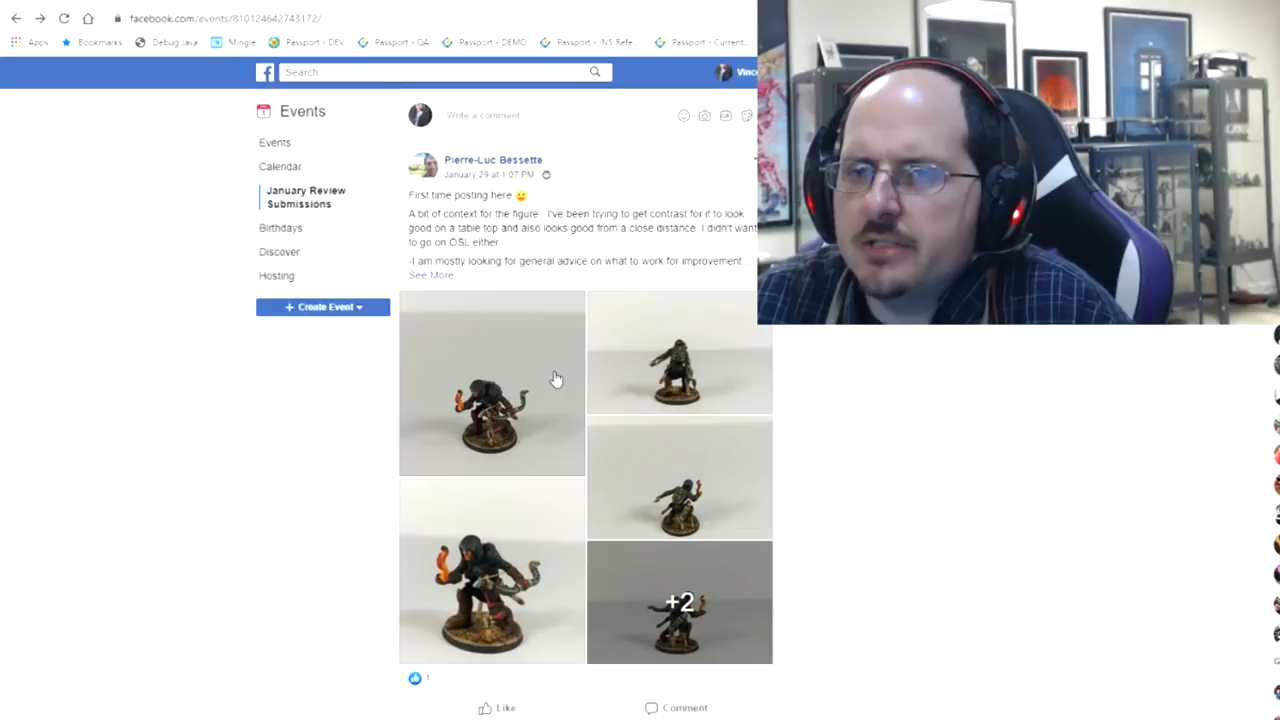 facebook.com/events/810124642743172/
Apps Bookmarks Debug Java Mingle Passport - DEV Passport - QA Passport - DEMO Passport - INS Refe... Passport - Current...
Search
Vinc
Events
Write a comment
Events
Calendar
January Review
Submissions
Birthdays
Discover
Hosting
+ Create Event
Pierre-Luc Bessette
January 29 at 1:07 PM
First time posting here
A bit of context for the figure I've been trying to get contrast for it to look
good on a table top and also looks good from a close distance I didn't want
to go on OSL either
-I am mostly looking for general advice on what to work for improvement...
See More
+2
1
Like Comment